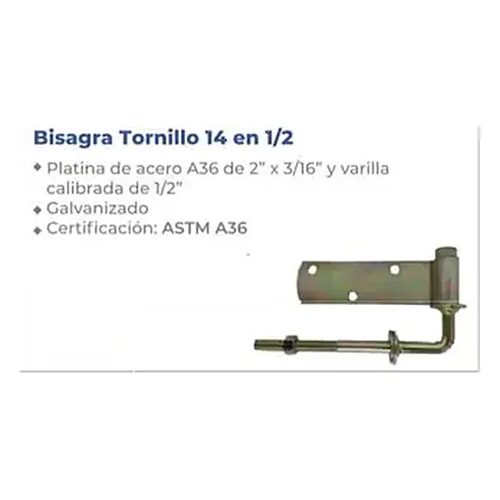 Bisagra Tornillo 14 en 1/2
Platina de acero A36 de 2” x 3/16” y varilla
calibrada de 1/2”
Galvanizado
Certificación: ASTM A36